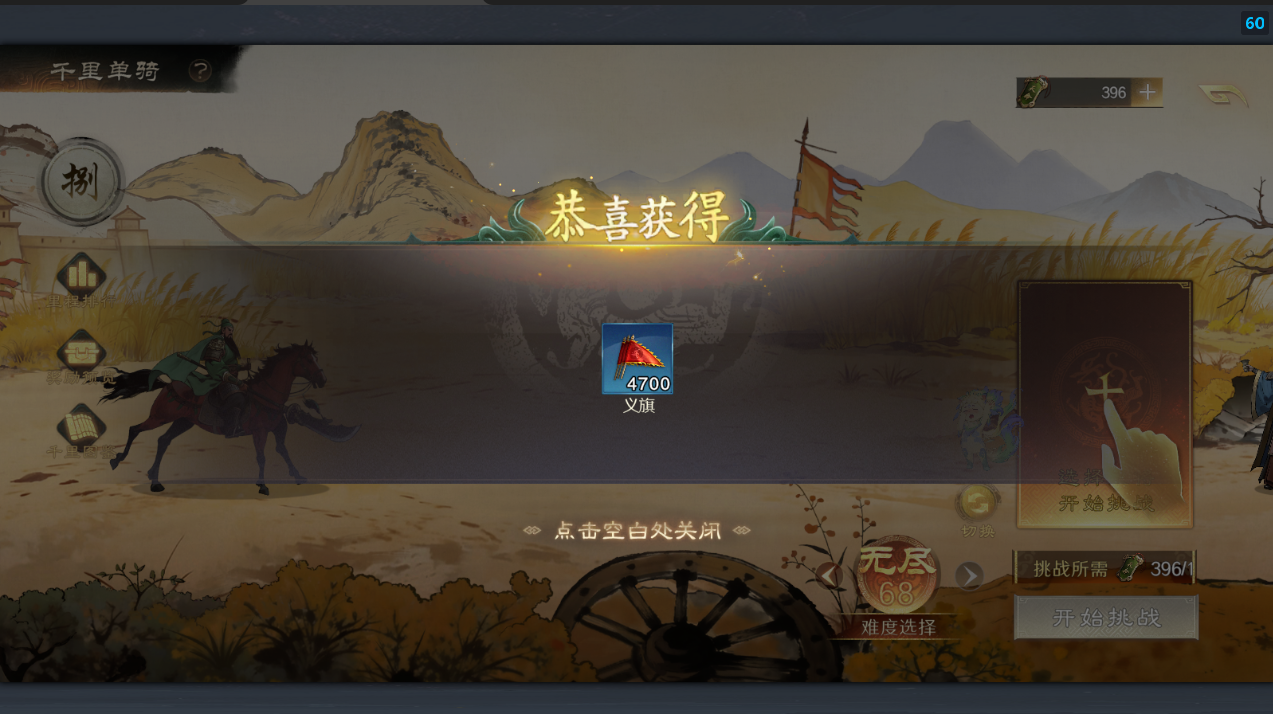 60
千里单骑 ?
396
捌
恭喜获得
4700
义旗
开始挑战
切换
点击空白处关闭
无尽
68
难度选择
挑战所需 396/1
开始挑战